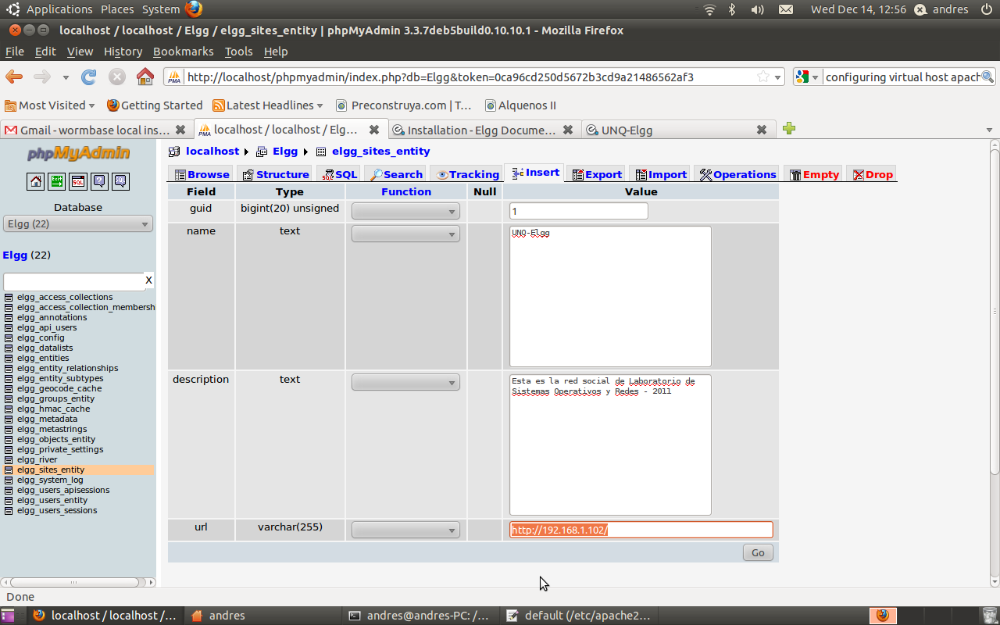 Applications Places System Wed Dec 14, 12:56 andres
localhost / localhost / Elgg / elgg_sites_entity | phpMyAdmin 3.3.7deb5build0.10.10.1 - Mozilla Firefox
File Edit View History Bookmarks Tools Help
PMA http://localhost/phpmyadmin/index.php?db=Elgg&token=0ca96cd250d5672b3cd9a21486562af3 configuring virtual host apach
Most Visited Getting Started Latest Headlines Preconstruya.com | T... Alquenos II
Gmail - wormbase local ins... localhost / localhost / Elg... Installation - Elgg Docume... UNQ-Elgg
phpMyAdmin
localhost Elgg elgg_sites_entity
Browse Structure SQL Search Tracking Insert Export Import Operations Empty Drop
Exit SQL ? SQL
Database
Elgg (22)
Elgg (22)
X
elgg_access_collections
elgg_access_collection_membersh
elgg_annotations
elgg_api_users
elgg_config
elgg_datalists
elgg_entities
elgg_entity_relationships
elgg_entity_subtypes
elgg_geocode_cache
elgg_groups_entity
elgg_hmac_cache
elgg_metadata
elgg_metastrings
elgg_objects_entity
elgg_private_settings
elgg_river
elgg_sites_entity
elgg_system_log
elgg_users_apisessions
elgg_users_entity
elgg_users_sessions
Field Type Function Null Value
guid bigint(20) unsigned 1
name text UNQ-Elgg
description text Esta es la red social de Laboratorio de
Sistemas Operativos y Redes - 2011
url varchar(255) http://192.168.1.102/
Go
Done
localhost / localhost /... andres andres@andres-PC: /... default (/etc/apache2...